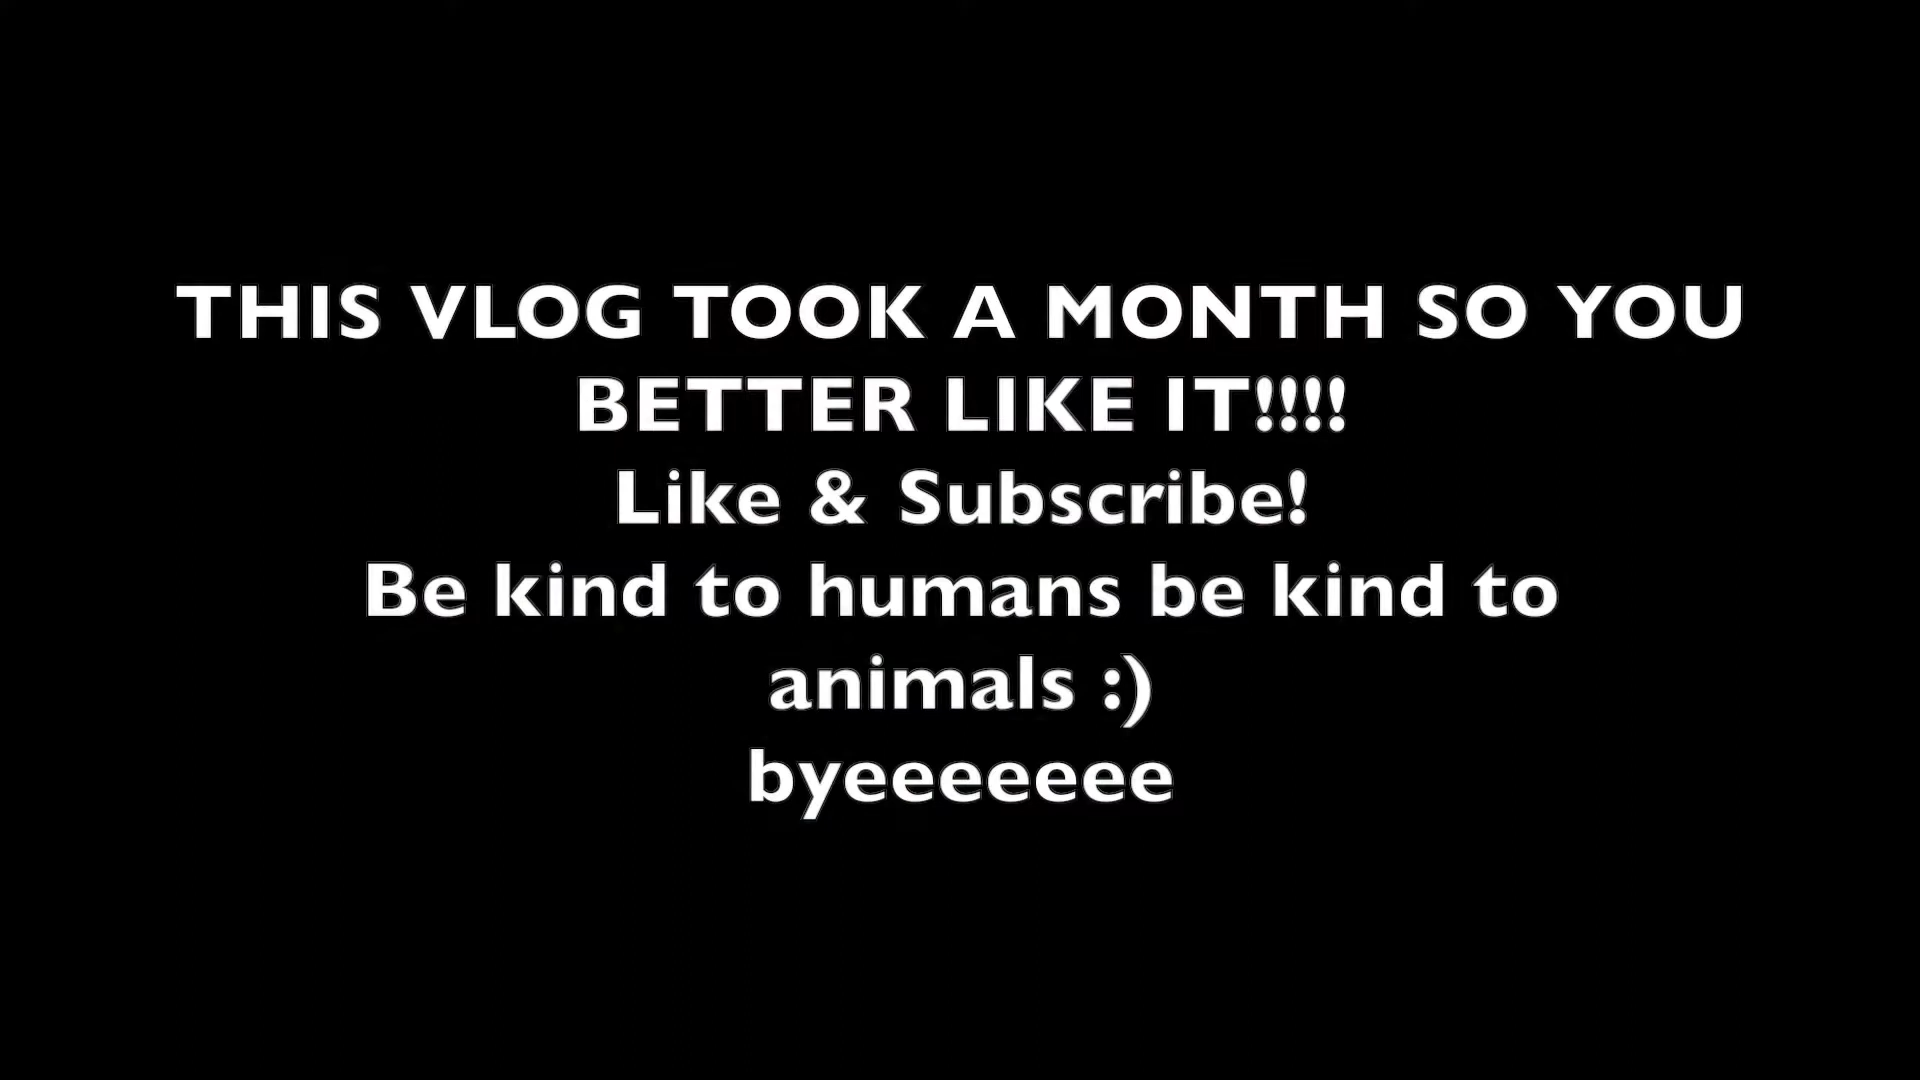 THIS VLOG TOOK A MONTH SO YOU
BETTER LIKE IT!!!!
Like & Subscribe!
Be kind to humans be kind to
animals :)
byeeeeeee